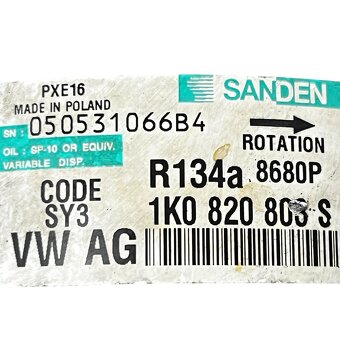 PXE16
MADE IN POLAND
SANDEN
SN: 050531066B4
OIL: SP-10 OR EQUIV.
VARIABLE DISP.
ROTATION
R134a 8680P
CODE
SY3
1K0 820 803 S
VW AG